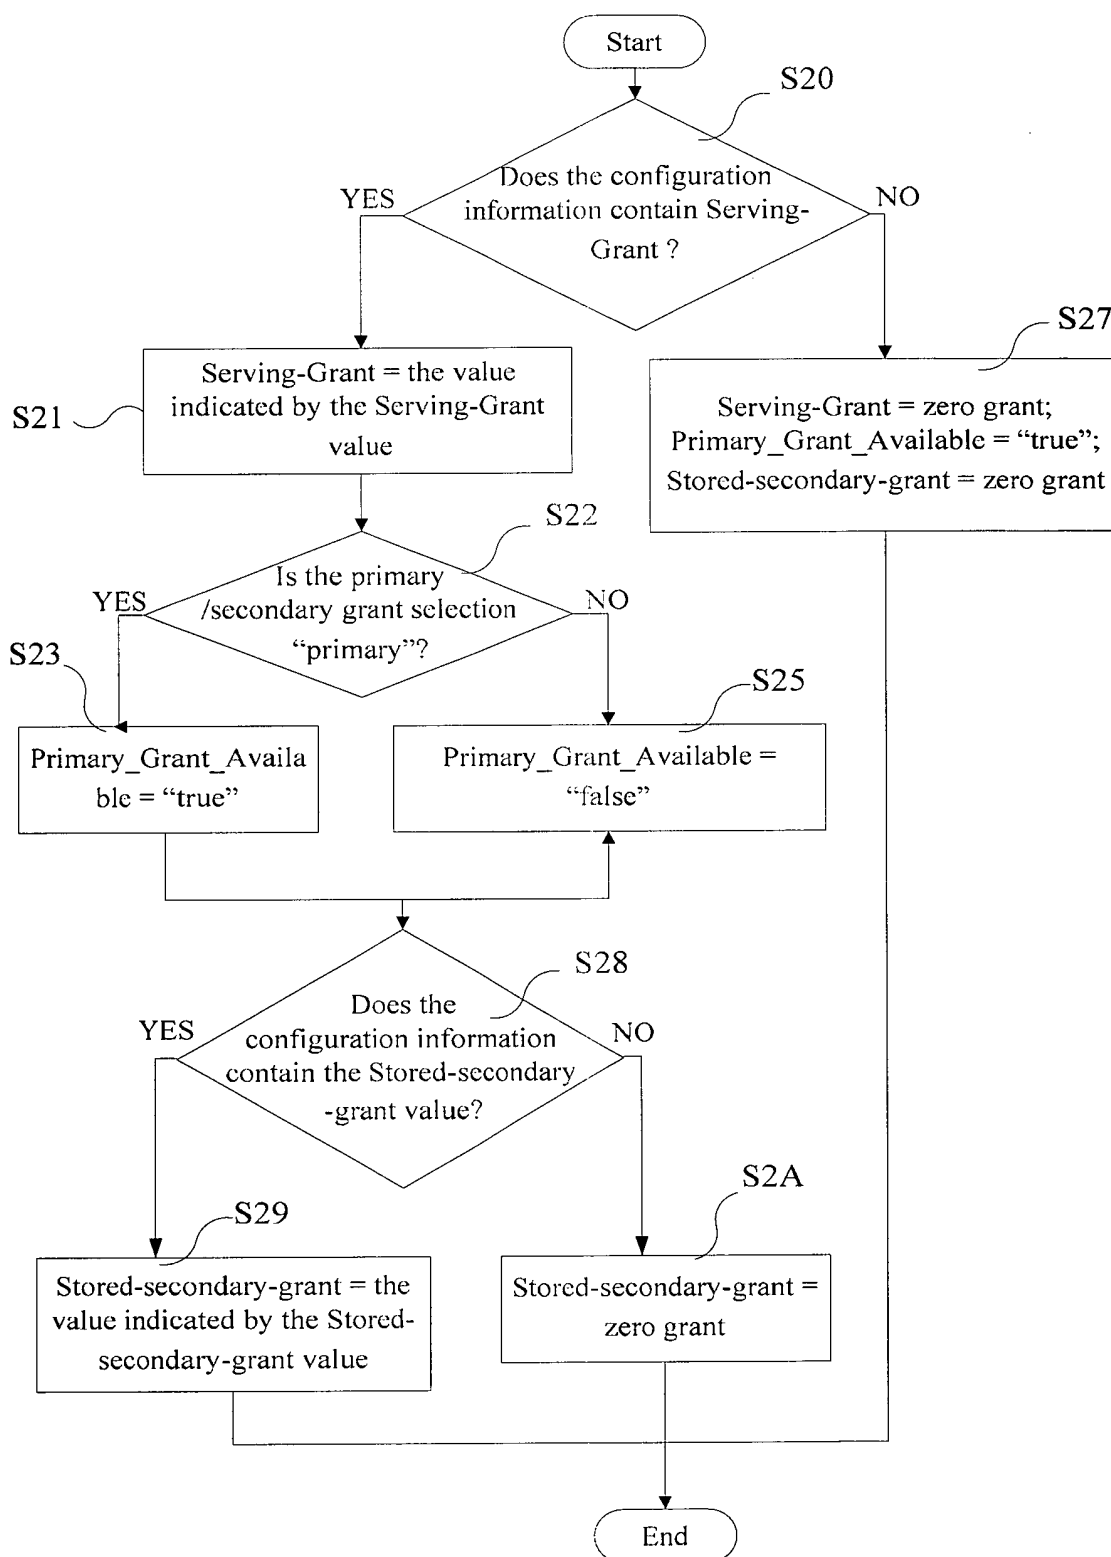 Start
S20
Does the configuration
information contain Serving-
Grant ?
YES
NO
S27
Serving-Grant = the value
indicated by the Serving-Grant
value
S21
Serving-Grant = zero grant;
Primary_Grant_Available = “true”;
Stored-secondary-grant = zero grant
S22
Is the primary
/secondary grant selection
“primary”?
YES
NO
S23
S25
Primary_Grant_Availa
ble = “true”
Primary_Grant_Available =
“false”
S28
Does the
configuration information
contain the Stored-secondary
-grant value?
YES
NO
S29
S2A
Stored-secondary-grant = the
value indicated by the Stored-
secondary-grant value
Stored-secondary-grant =
zero grant
End